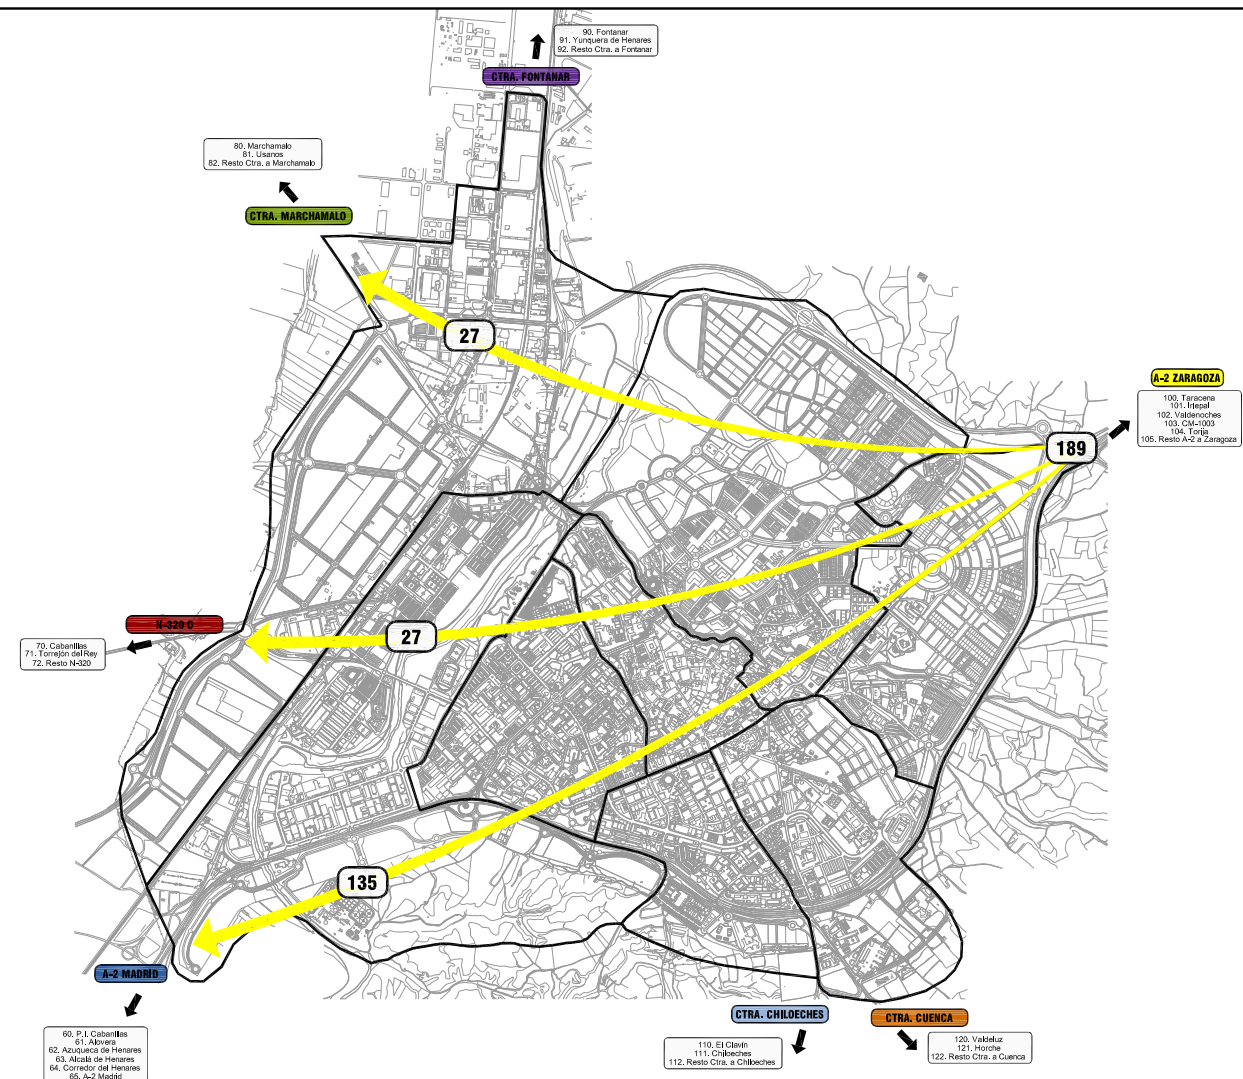 90. Fontanar
91. Yunquera de Henares
92. Resto Ctra. a Fontanar
CTRA. FONTANAR
80. Marchamalo
81. Usanos
82. Resto Ctra. a Marchamalo
CTRA. MARCHAMALO
27
A-2 ZARAGOZA
100. Taracena
101. Iriepal
102. Valdenoches
103. CM-1003
104. Torija
105. Resto A-2 a Zaragoza
189
N-320 O
70. Cabanillas
71. Torrejón del Rey
72. Resto N-320
27
135
A-2 MADRID
60. P.I. Cabanillas
61. Alovera
62. Azuqueca de Henares
63. Alcalá de Henares
64. Corredor del Henares
65. A-2 Madrid
CTRA. CHILOECHES
110. El Clavín
111. Chiloeches
112. Resto Ctra. a Chiloeches
CTRA. CUENCA
120. Valdeluz
121. Horche
122. Resto Ctra. a Cuenca